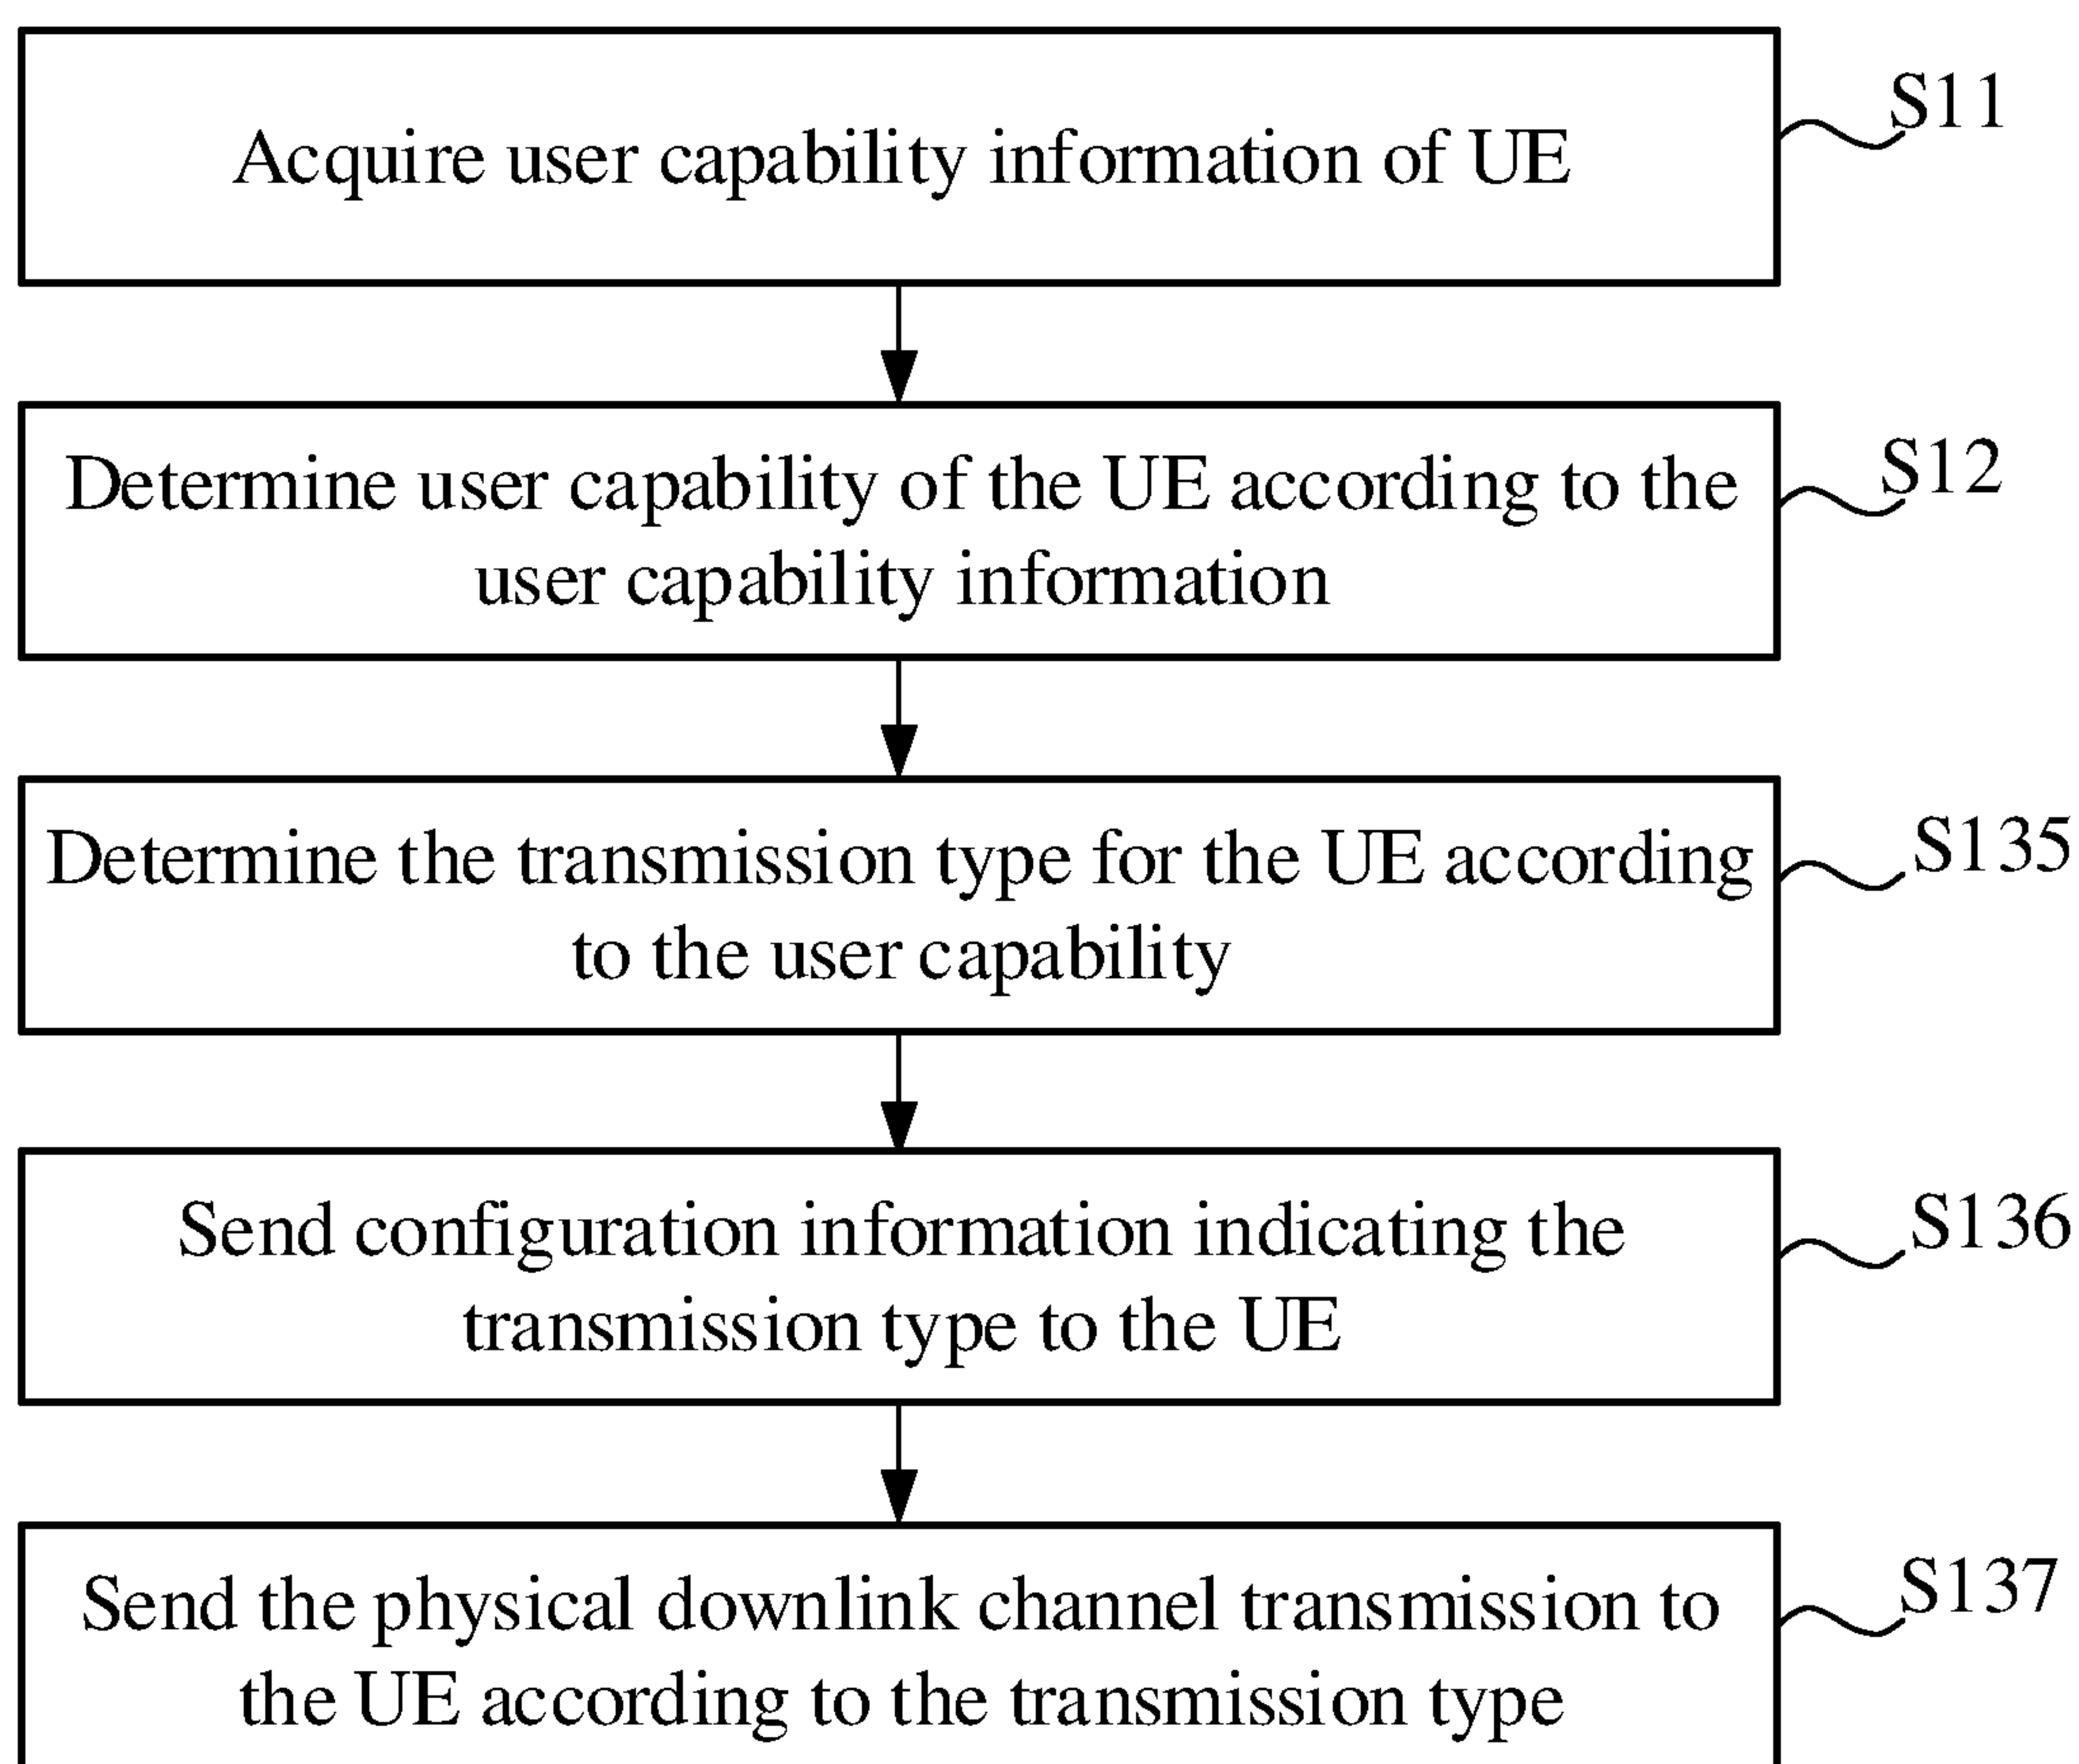 Acquire user capability information of UE
S11
Determine user capability of the UE according to the
user capability information
S12
Determine the transmission type for the UE according
to the user capability
S135
Send configuration information indicating the
transmission type to the UE
S136
Send the physical downlink channel transmission to
the UE according to the transmission type
S137